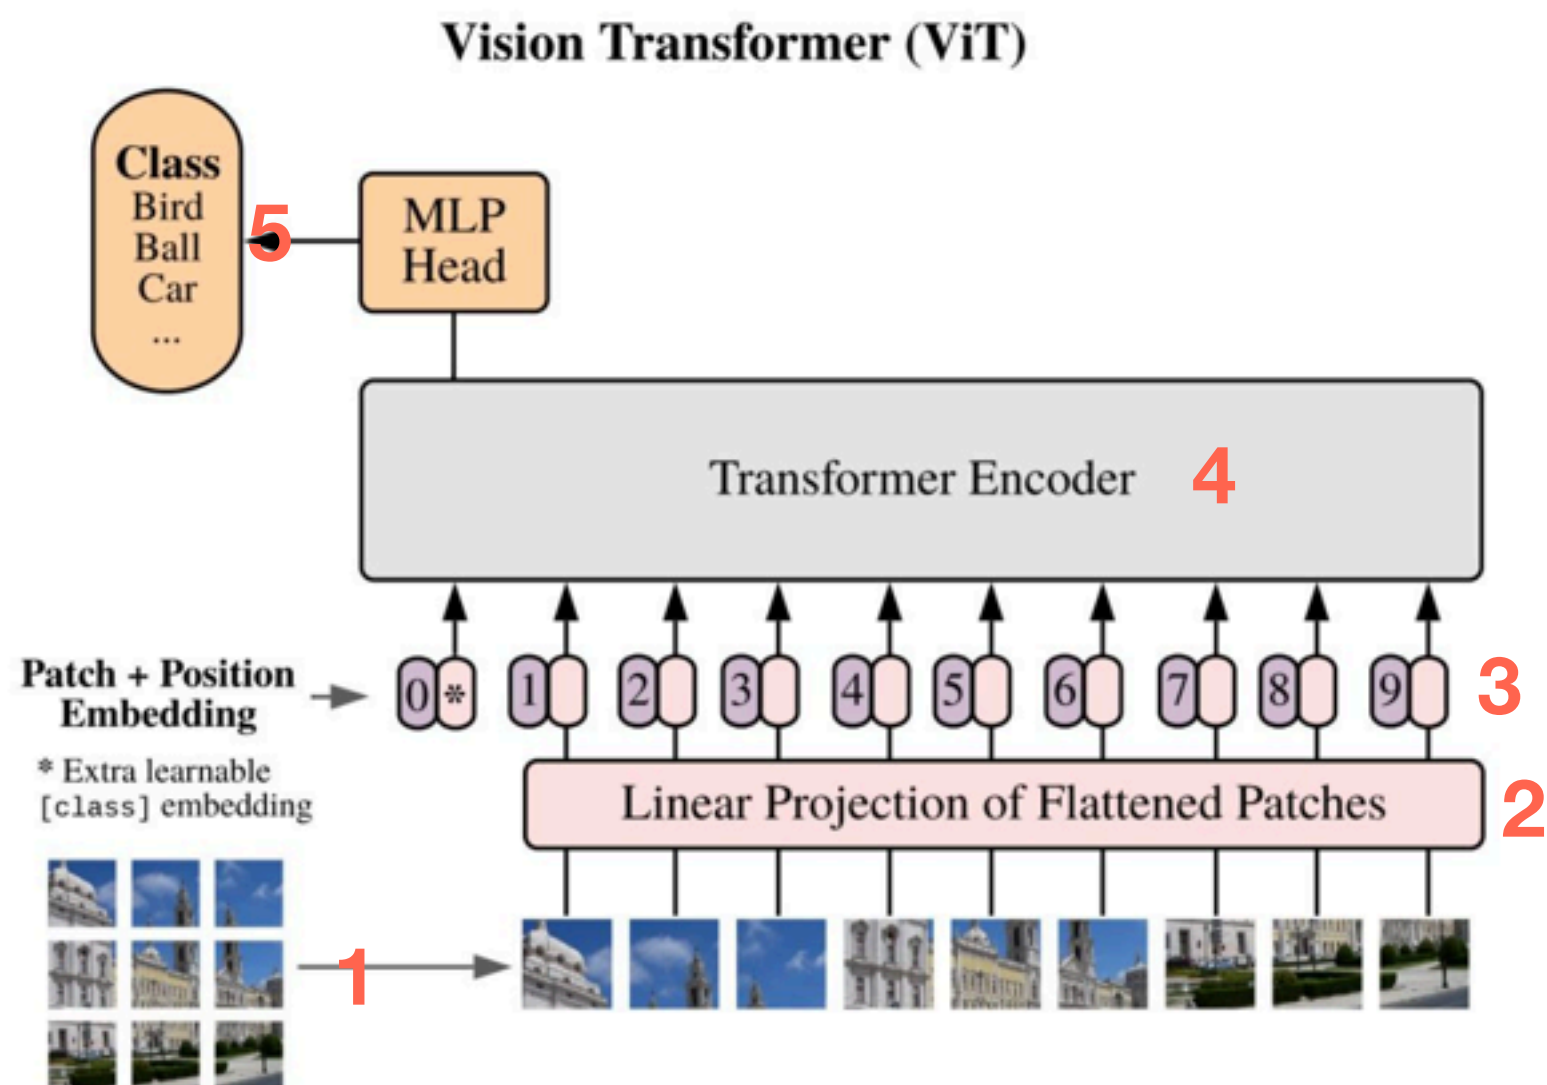 Vision Transformer (ViT)
Class
Bird
Ball
Car
...
5
MLP
Head
Transformer Encoder 4
Patch + Position
Embedding
0 * 1 2 3 4 5 6 7 8 9 3
* Extra learnable
[class] embedding
Linear Projection of Flattened Patches 2
1